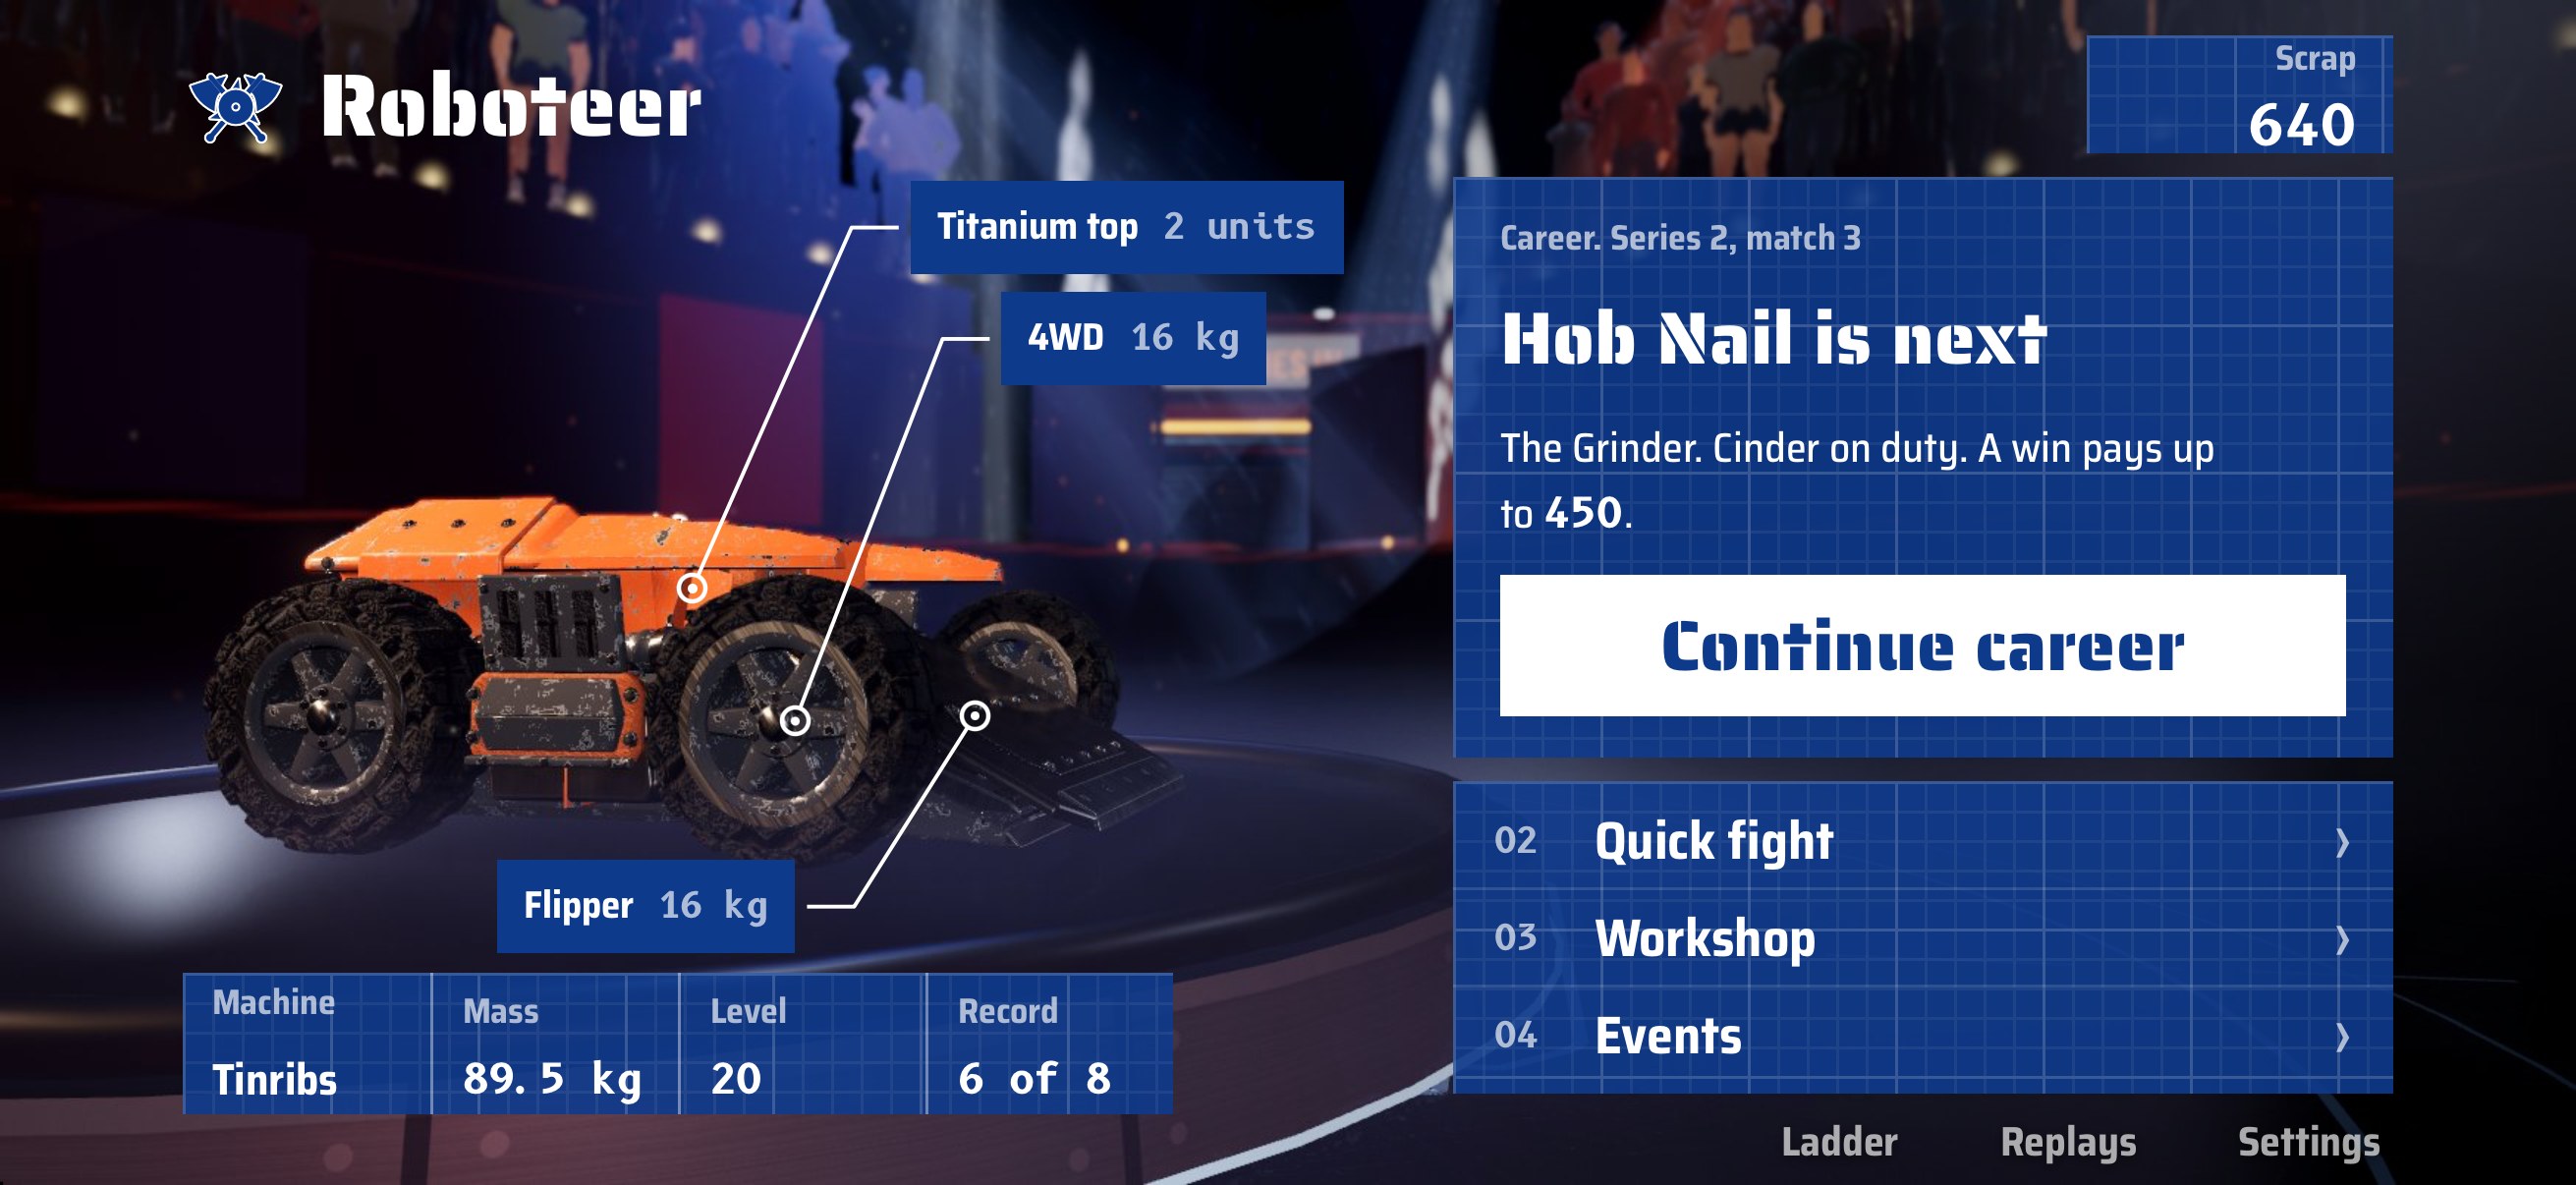 Roboteer
Scrap
640
Titanium top 2 units
4WD 16 kg
Flipper 16 kg
Machine
Tinribs
Mass
89.5 kg
Level
20
Record
6 of 8
Career. Series 2, match 3
Hob Nail is next
The Grinder. Cinder on duty. A win pays up
to 450.
Continue career
02 Quick fight
03 Workshop
04 Events
Ladder Replays Settings